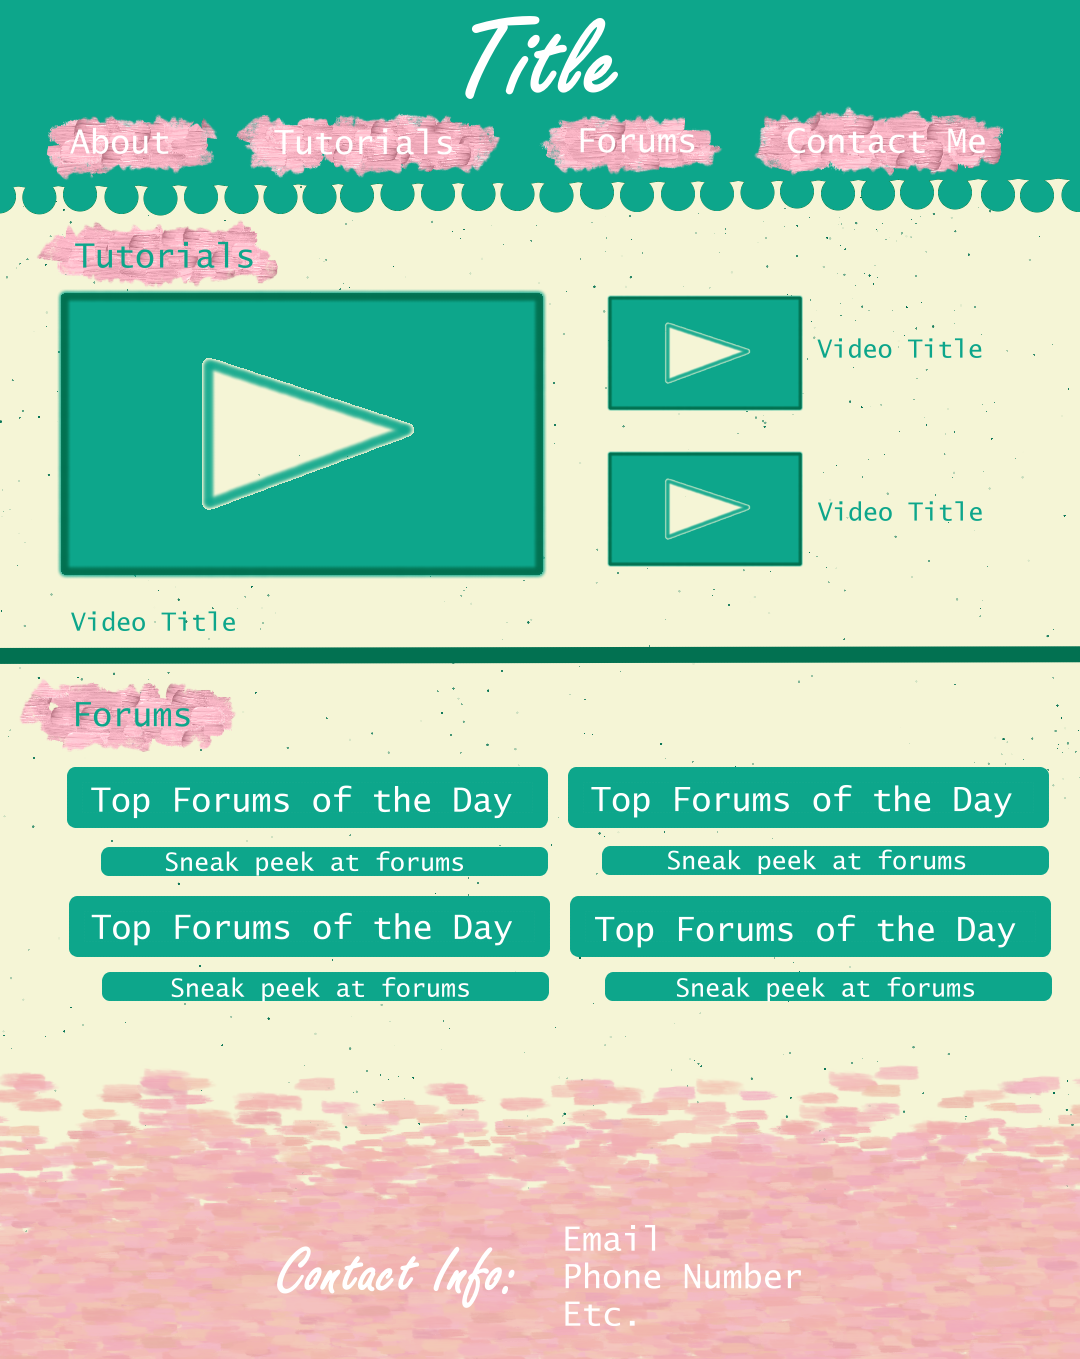 Title
About
Tutorials
Forums
Contact Me
Tutorials
Video Title
Video Title
Video Title
Forums
Top Forums of the Day
Sneak peek at forums
Top Forums of the Day
Sneak peek at forums
Top Forums of the Day
Sneak peek at forums
Top Forums of the Day
Sneak peek at forums
Contact Info:
Email
Phone Number
Etc.